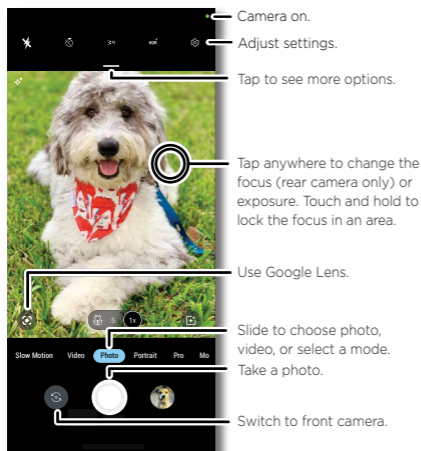 Camera on.
Adjust settings.
Tap to see more options.
Tap anywhere to change the
focus (rear camera only) or
exposure. Touch and hold to
lock the focus in an area.
Use Google Lens.
.5 1x
Slide to choose photo,
video, or select a mode.
Slow Motion Video Photo Portrait Pro Mo
Take a photo.
Switch to front camera.